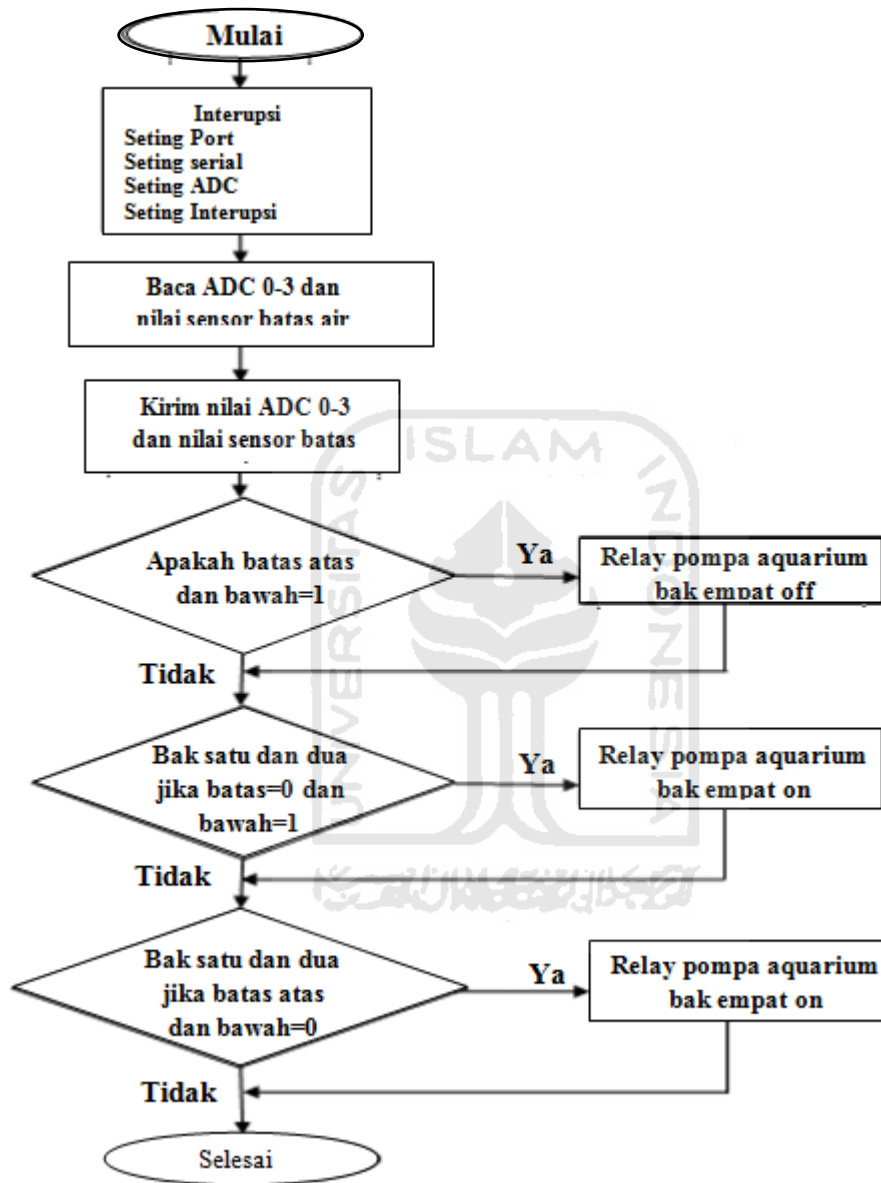 Mulai
Interupsi
Seting Port
Seting serial
Seting ADC
Seting Interupsi
Baca ADC 0-3 dan
nilai sensor batas air
Kirim nilai ADC 0-3
dan nilai sensor batas
Apakah batas atas
dan bawah=1
Ya
Relay pompa aquarium
bak empat off
Tidak
Bak satu dan dua
jika batas=0 dan
bawah=1
Ya
Relay pompa aquarium
bak empat on
Tidak
Bak satu dan dua
jika batas atas
dan bawah=0
Ya
Relay pompa aquarium
bak empat on
Tidak
Selesai
UNIVERSITAS
ISLAM
INDONESIA